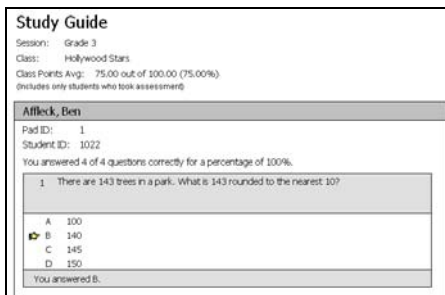 Study Guide
Session: Grade 3
Class: Hollywood Stars
Class Points Avg: 75.00 out of 100.00 (75.00%)
(Includes only students who took assessment)
Affleck, Ben
Pad ID: 1
Student ID: 1022
You answered 4 of 4 questions correctly for a percentage of 100%.
1 There are 143 trees in a park. What is 143 rounded to the nearest 10?
A 100
B 140
C 145
D 150
You answered B.